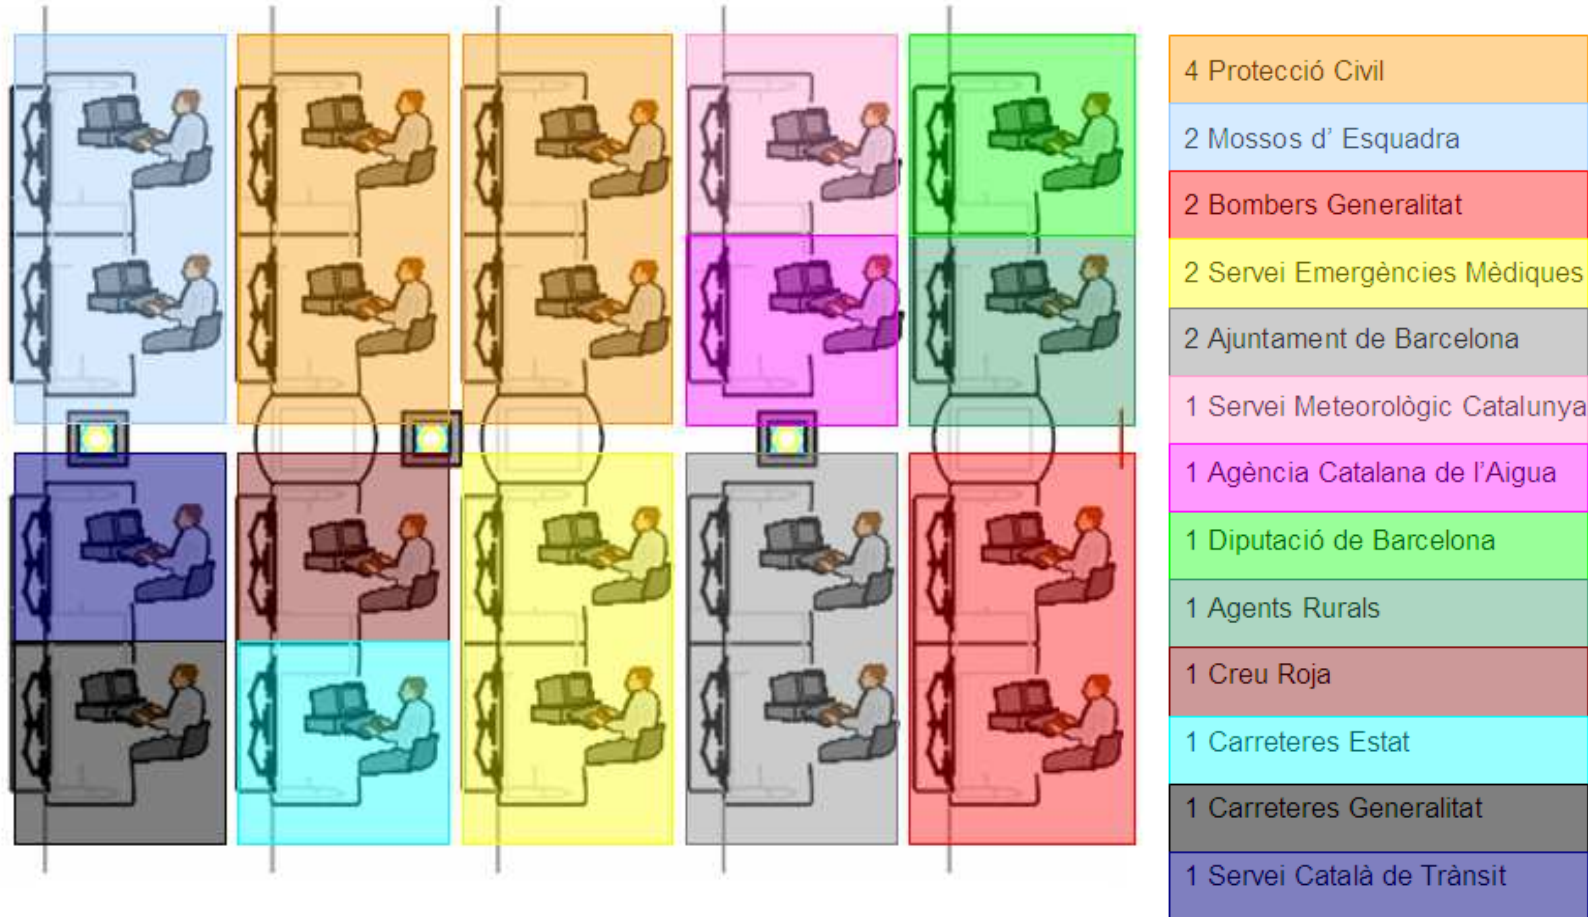 4 Protecció Civil
2 Mossos d' Esquadra
2 Bombers Generalitat
2 Servei Emergències Mèdiques
2 Ajuntament de Barcelona
1 Servei Meteorològic Catalunya
1 Agència Catalana de l'Aigua
1 Diputació de Barcelona
1 Agents Rurals
1 Creu Roja
1 Carreteres Estat
1 Carreteres Generalitat
1 Servei Català de Trànsit